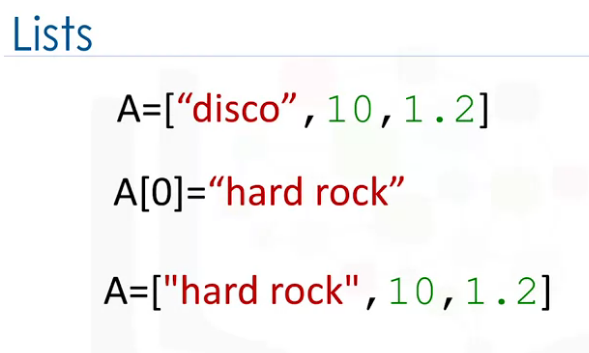 Lists
A=[“disco”,10,1.2]
A[0]=“hard rock”
A=["hard rock",10,1.2]